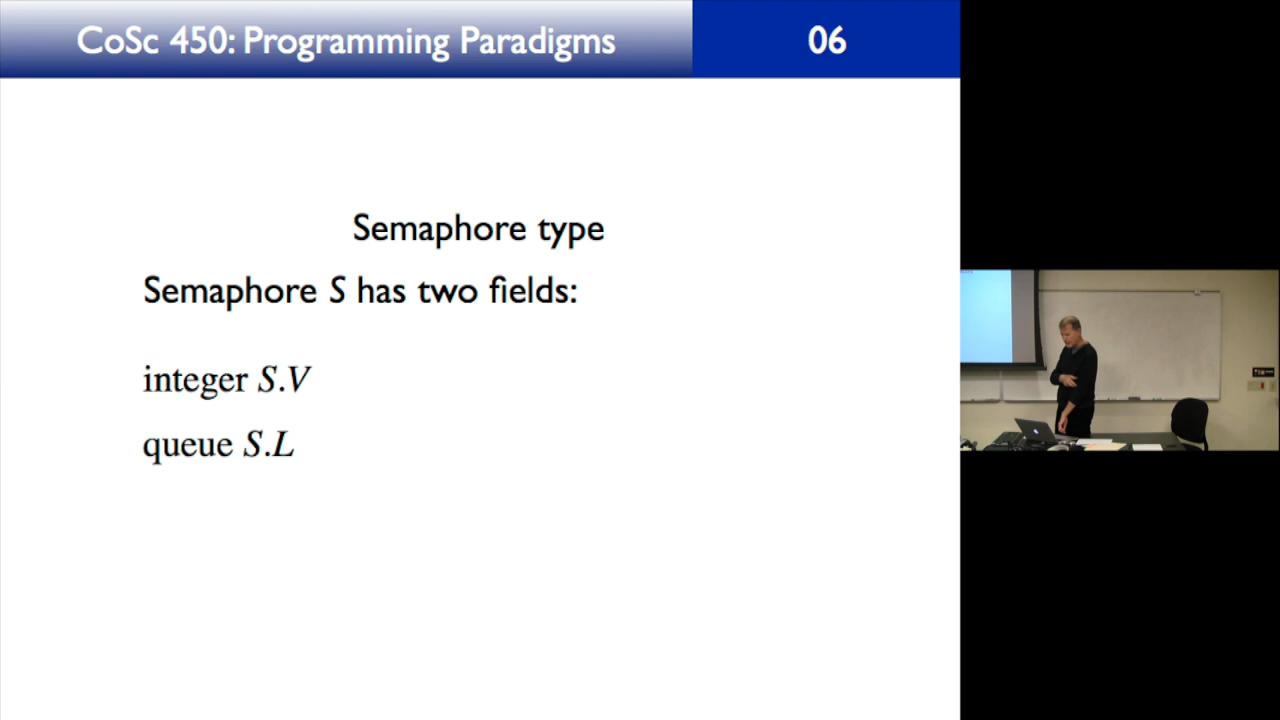 CoSc 450: Programming Paradigms
06
Semaphore type
Semaphore S has two fields:
integer S.V
queue S.L